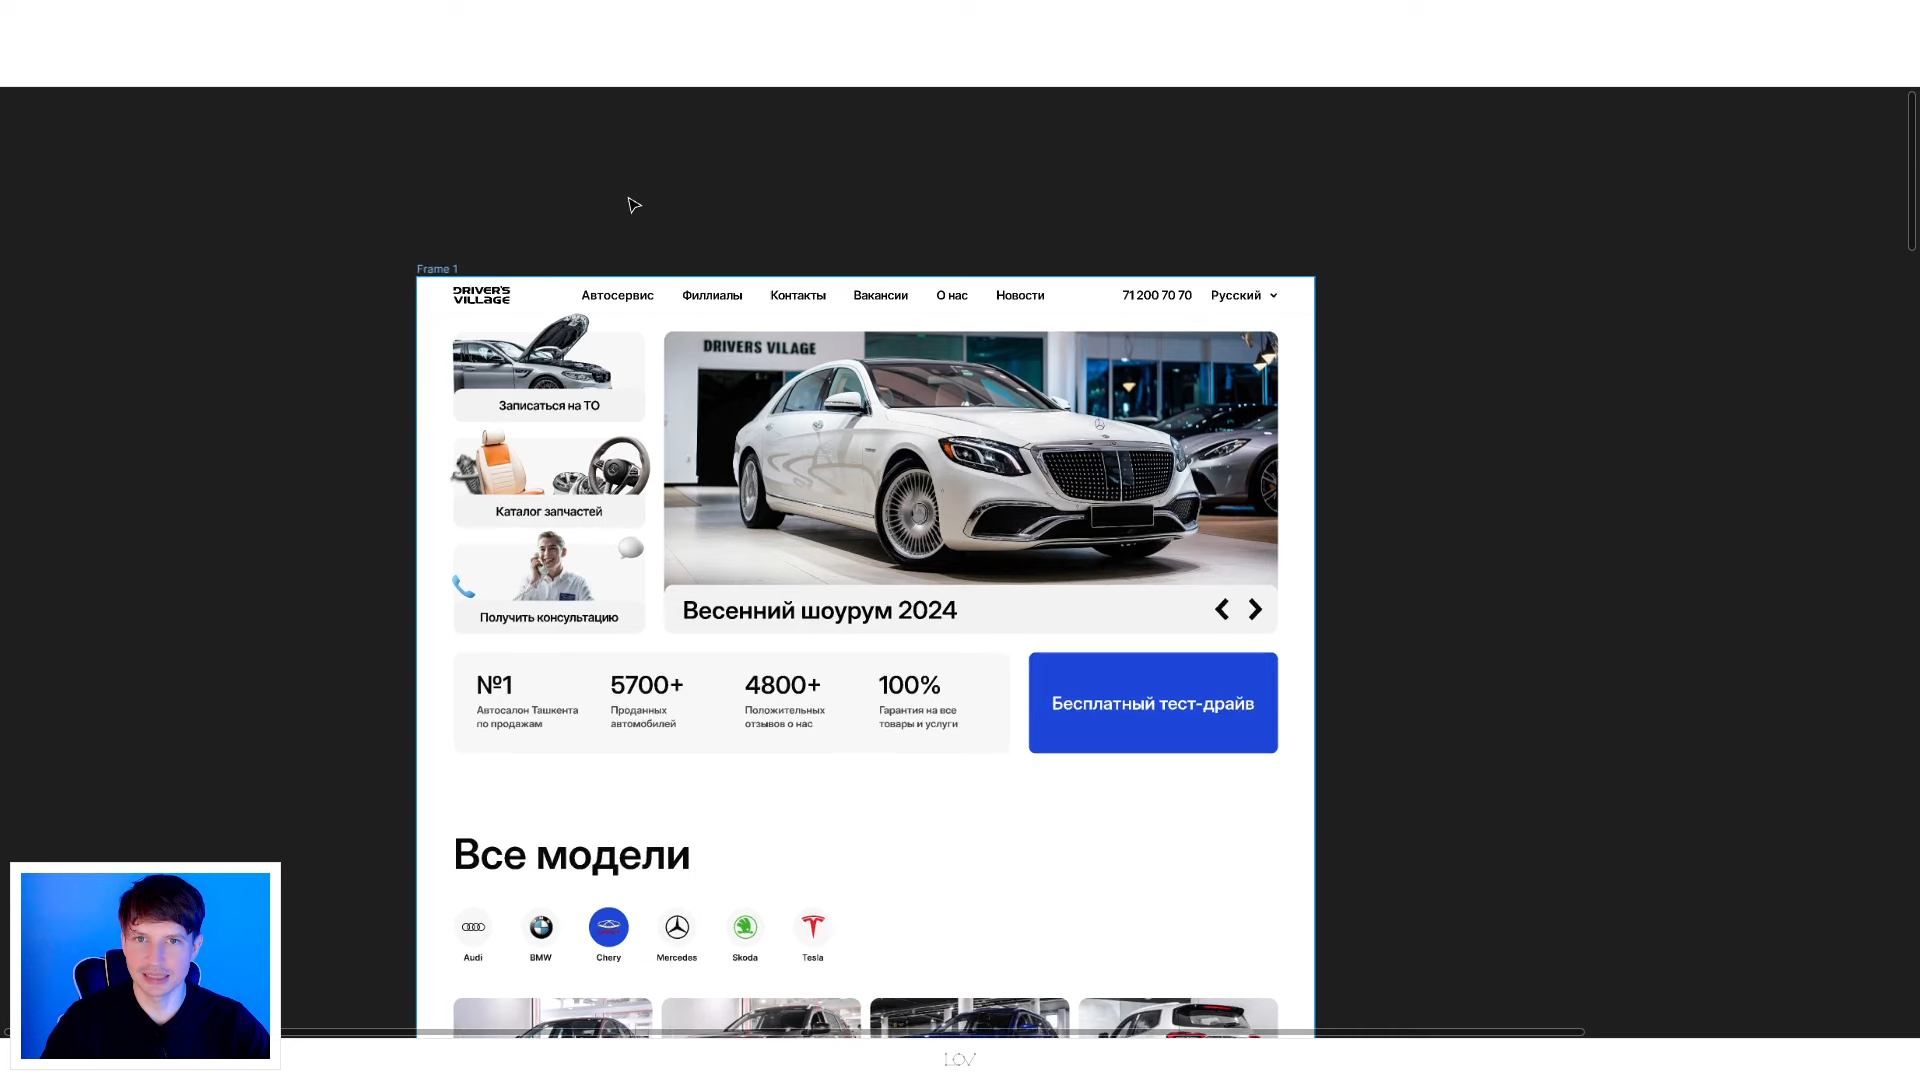 Frame 1
DRIVER'S
VILLAGE
Автосервис Филлиалы Контакты Вакансии О нас Новости 71 200 70 70 Русский
DRIVERS VILAGE
Записаться на ТО
Каталог запчастей
Получить консультацию
Весенний шоурум 2024
№1 5700+ 4800+ 100%
Автосалон Ташкента Проданных Положительных Гарантия на все
по продажам автомобилей отзывов о нас товары и услуги
Бесплатный тест-драйв
Все модели
Audi BMW Chery Mercedes Skoda Tesla
LOV